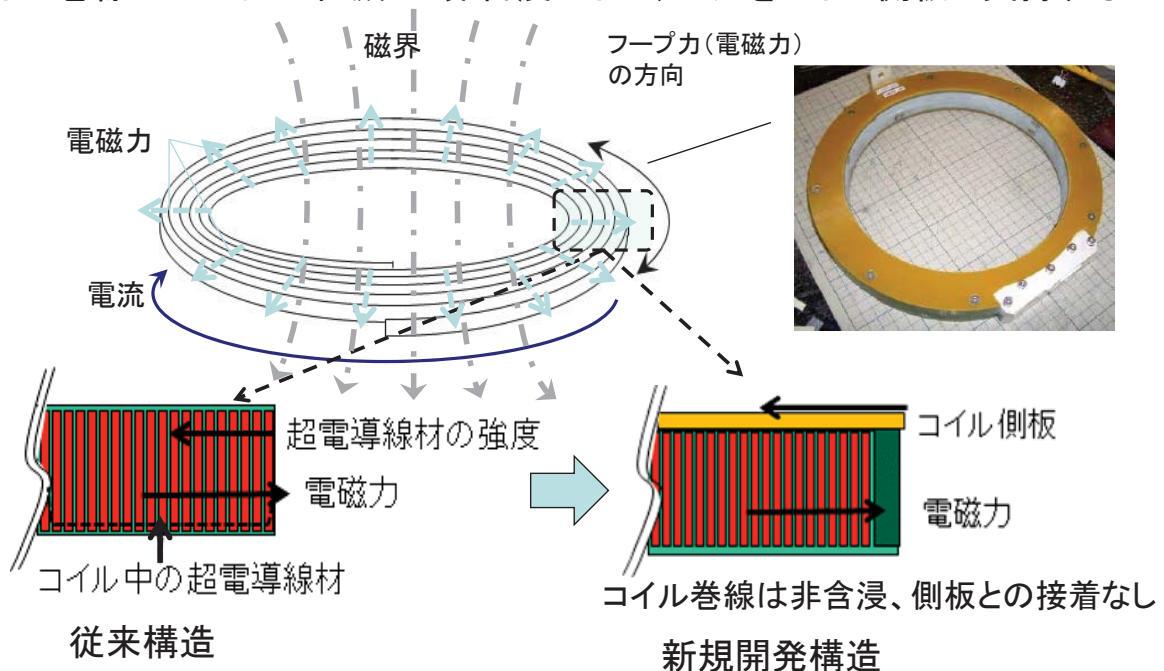 磁界
フープ力(電磁力)
の方向
電磁力
電流
超電導線材の強度
電磁力
コイル中の超電導線材
従来構造
コイル側板
電磁力
コイル巻線は非含浸、側板との接着なし
新規開発構造